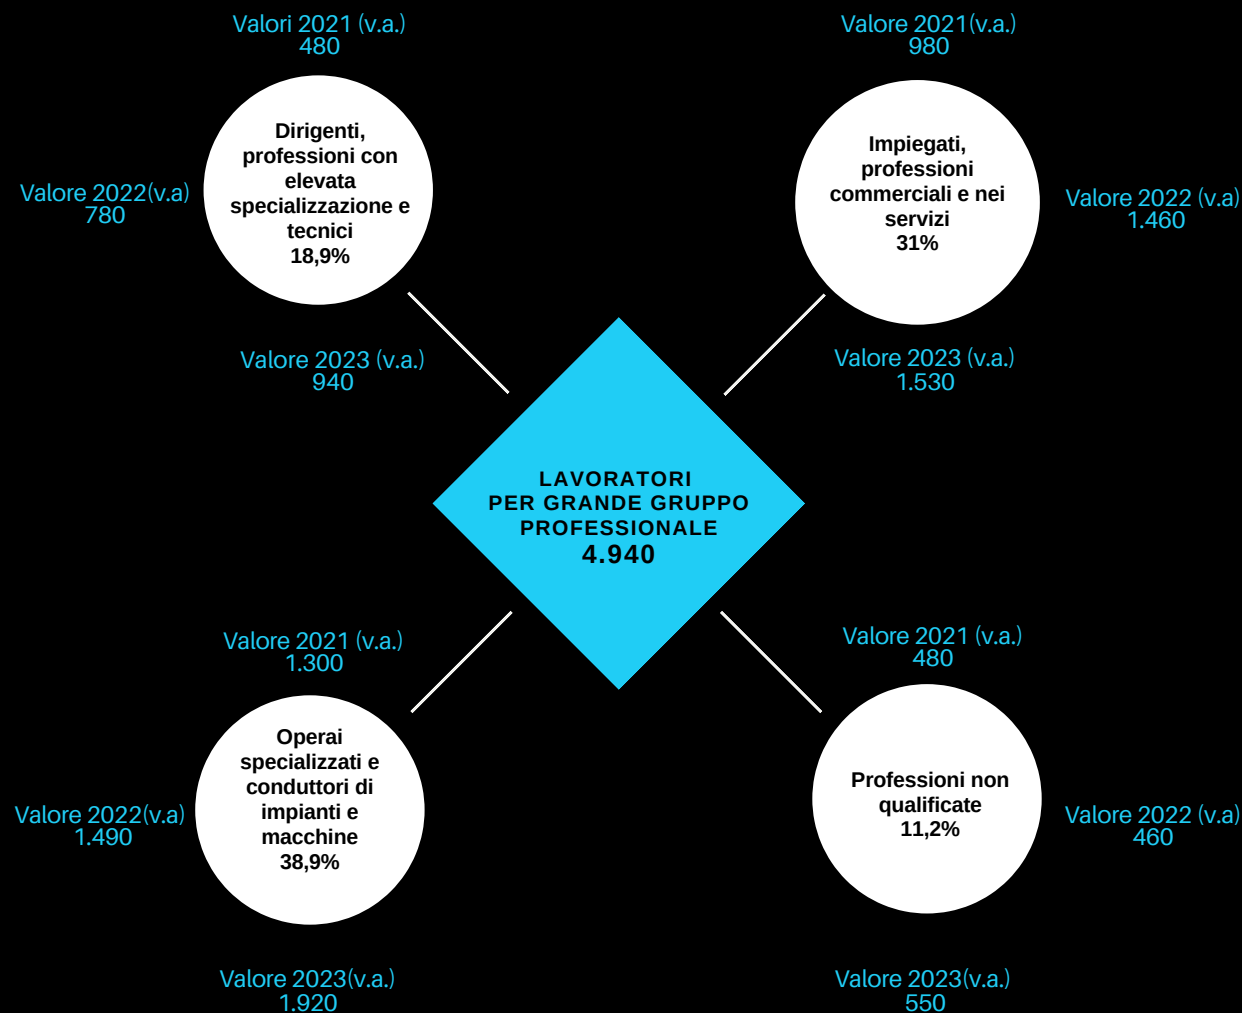 Valori 2021 (v.a.)
480
Dirigenti,
professioni con
elevata
specializzazione e
tecnici
18,9%
Valore 2022(v.a)
780
Valore 2023 (v.a.)
940
Valore 2021(v.a.)
980
Impiegati,
professioni
commerciali e nei
servizi
31%
Valore 2022 (v.a)
1.460
Valore 2023 (v.a.)
1.530
LAVORATORI
PER GRANDE GRUPPO
PROFESSIONALE
4.940
Valore 2021 (v.a.)
1.300
Operai
specializzati e
conduttori di
impianti e
macchine
38,9%
Valore 2022(v.a)
1.490
Valore 2023(v.a.)
1.920
Valore 2021 (v.a.)
480
Professioni non
qualificate
11,2%
Valore 2022 (v.a)
460
Valore 2023(v.a.)
550